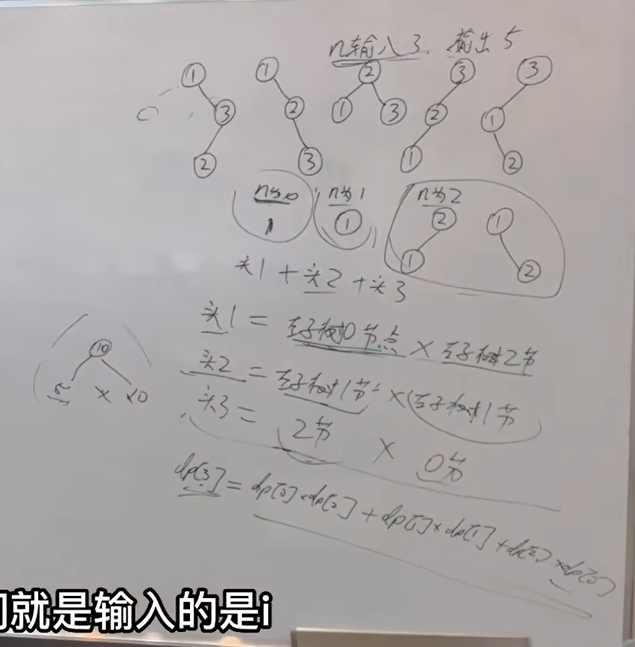 n输入3. 输出5
① ① ② ③ ③
③ ② ① ③ ② ①
② ③ ① ②
n为0 n为1 n为2
1 ① ② ①
① ②
头1 + 头2 + 头3
头1 = 左子树0节点 × 右子树2节
头2 = 左子树1节 × (右子树1节
头3 = 2节 × 0节
⑩
5 × 20
dp[3] = dp[0]×dp[2] + dp[1]×dp[1] + dp[2]×dp[0]
就是输入的是i